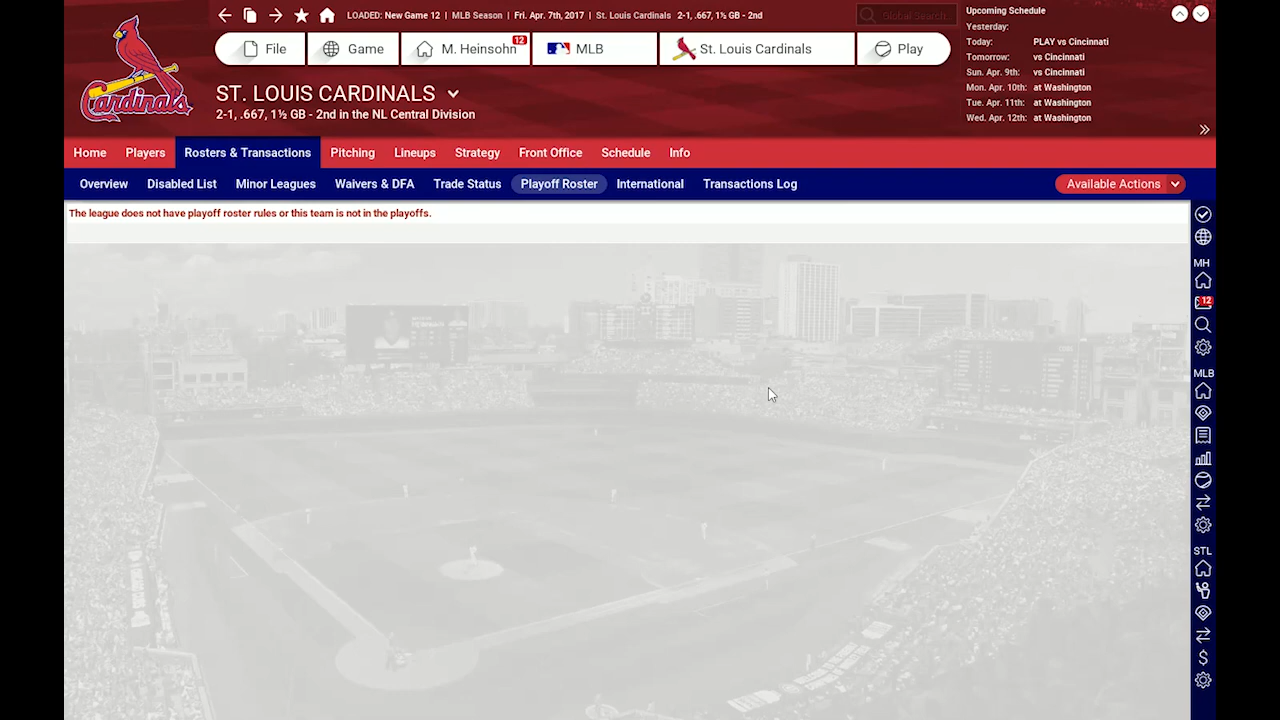 LOADED: New Game 12 | MLB Season | Fri. Apr. 7th, 2017 | St. Louis Cardinals 2-1, .667, 1½ GB - 2nd
Global Search...
File
Game
M. Heinsohn
12
MLB
St. Louis Cardinals
Play
Upcoming Schedule
Yesterday:
Today: PLAY vs Cincinnati
Tomorrow: vs Cincinnati
Sun. Apr. 9th: vs Cincinnati
Mon. Apr. 10th: at Washington
Tue. Apr. 11th: at Washington
Wed. Apr. 12th: at Washington
Cardinals
ST. LOUIS CARDINALS
2-1, .667, 1½ GB - 2nd in the NL Central Division
Home Players Rosters & Transactions Pitching Lineups Strategy Front Office Schedule Info
Overview Disabled List Minor Leagues Waivers & DFA Trade Status Playoff Roster International Transactions Log Available Actions
The league does not have playoff roster rules or this team is not in the playoffs.
MH
12
MLB
STL
$